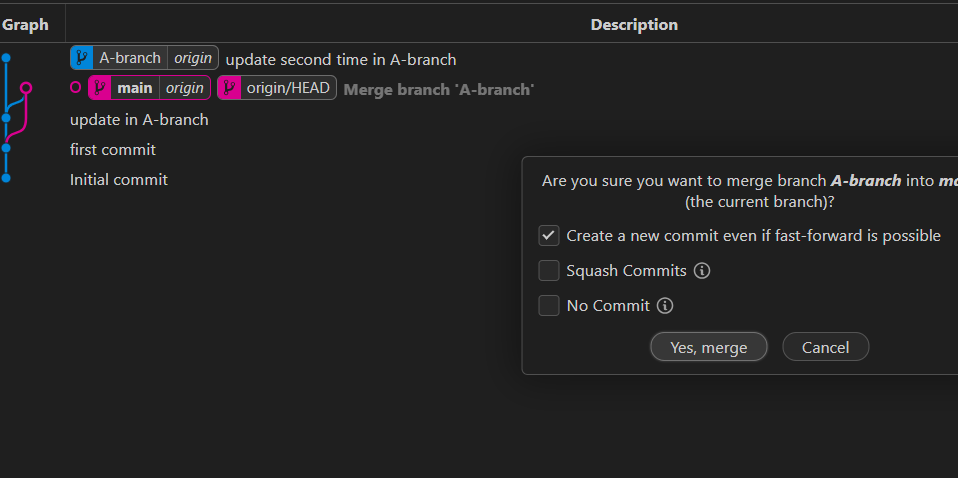 Graph Description
A-branch origin update second time in A-branch
main origin origin/HEAD Merge branch 'A-branch'
update in A-branch
first commit
Initial commit
Are you sure you want to merge branch A-branch into
(the current branch)?
Create a new commit even if fast-forward is possible
Squash Commits
No Commit
Yes, merge Cancel